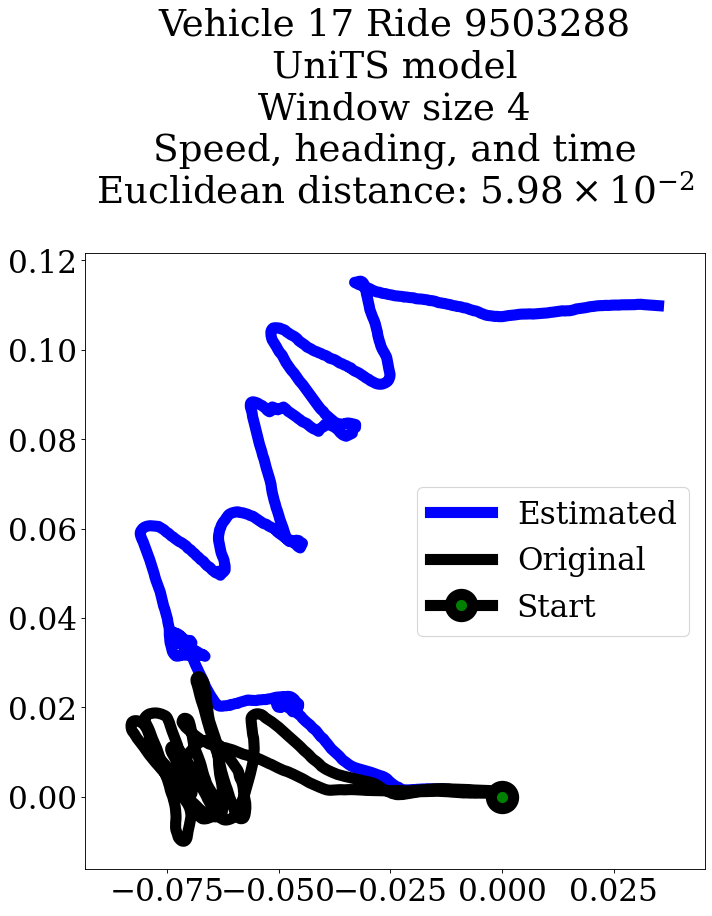 Vehicle 17 Ride 9503288
UniTS model
Window size 4
Speed, heading, and time
Euclidean distance: 5.98 × 10⁻²
0.12
0.10
0.08
0.06
0.04
0.02
0.00
Estimated
Original
Start
−0.075 −0.050 −0.025 0.000 0.025